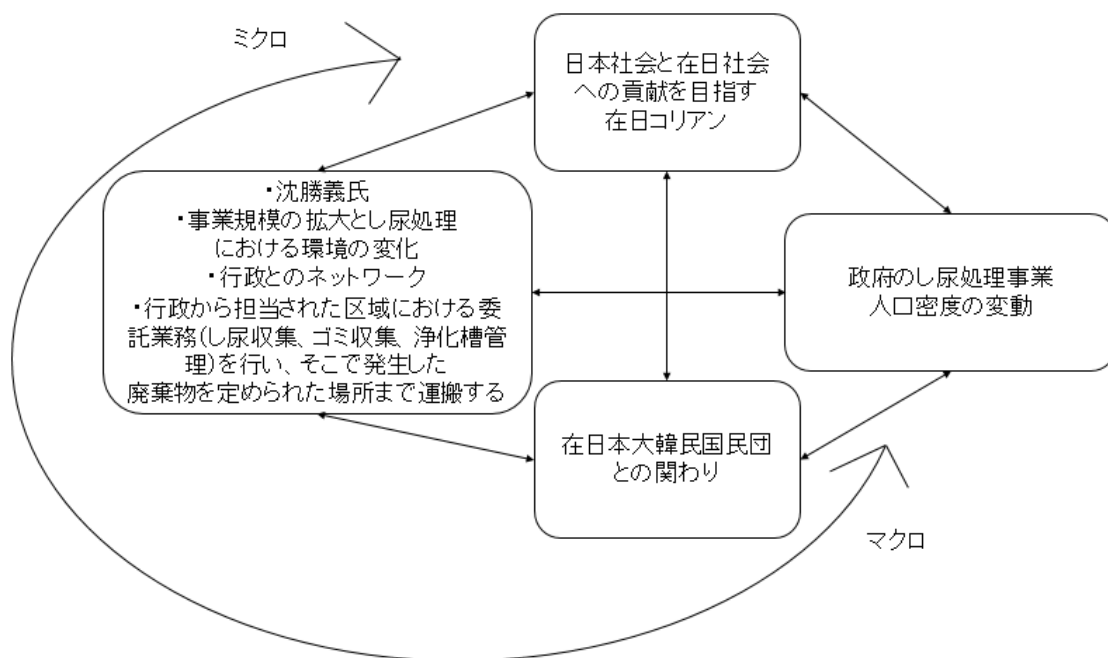 ミクロ
日本社会と在日社会
への貢献を目指す
在日コリアン
・沈勝義氏
・事業規模の拡大とし尿処理
における環境の変化
・行政とのネットワーク
・行政から担当された区域における委
託業務(し尿収集、ゴミ収集、浄化槽管
理)を行い、そこで発生した
廃棄物を定められた場所まで運搬する
政府のし尿処理事業
人口密度の変動
在日本大韓民国民団
との関わり
マクロ